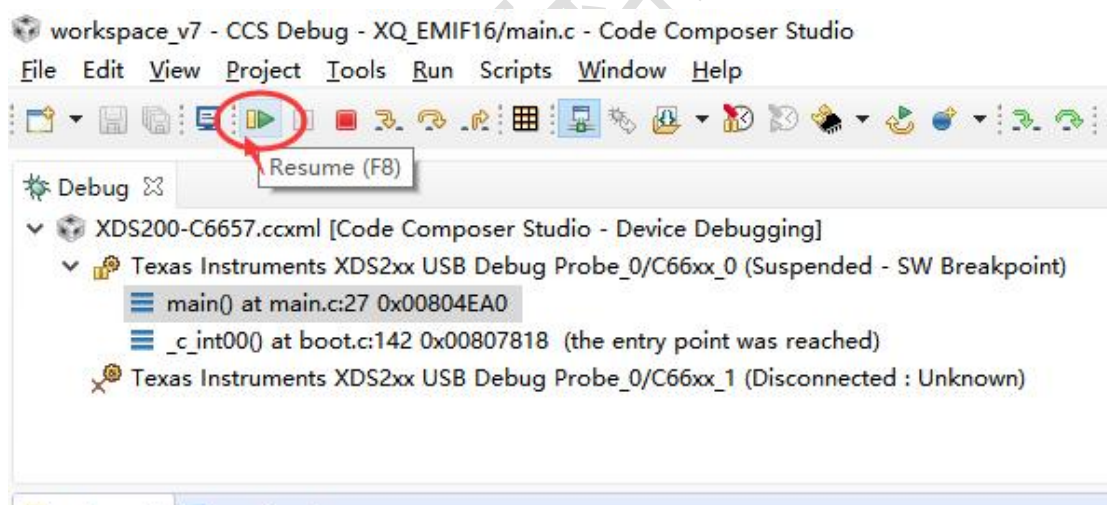 workspace_v7 - CCS Debug - XQ_EMIF16/main.c - Code Composer Studio
File Edit View Project Tools Run Scripts Window Help
Resume (F8)
Debug
XDS200-C6657.ccxml [Code Composer Studio - Device Debugging]
Texas Instruments XDS2xx USB Debug Probe_0/C66xx_0 (Suspended - SW Breakpoint)
main() at main.c:27 0x00804EA0
_c_int00() at boot.c:142 0x00807818 (the entry point was reached)
Texas Instruments XDS2xx USB Debug Probe_0/C66xx_1 (Disconnected : Unknown)